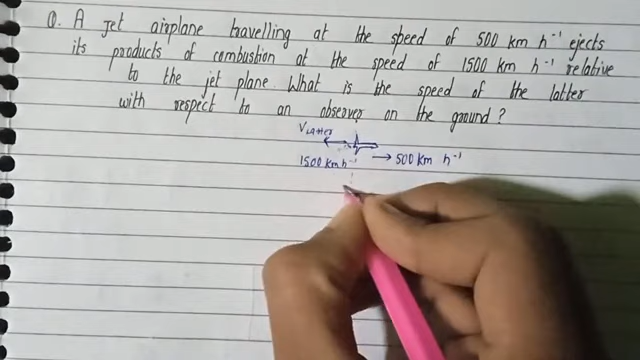 Q. A Jet airplane travelling at the speed of 500 km h⁻¹ ejects
its products of combustion at the speed of 1500 km h⁻¹ relative
to the jet plane. What is the speed of the latter
with respect to an observer on the ground?
V Latter
1500 km h⁻¹ → 500 km h⁻¹